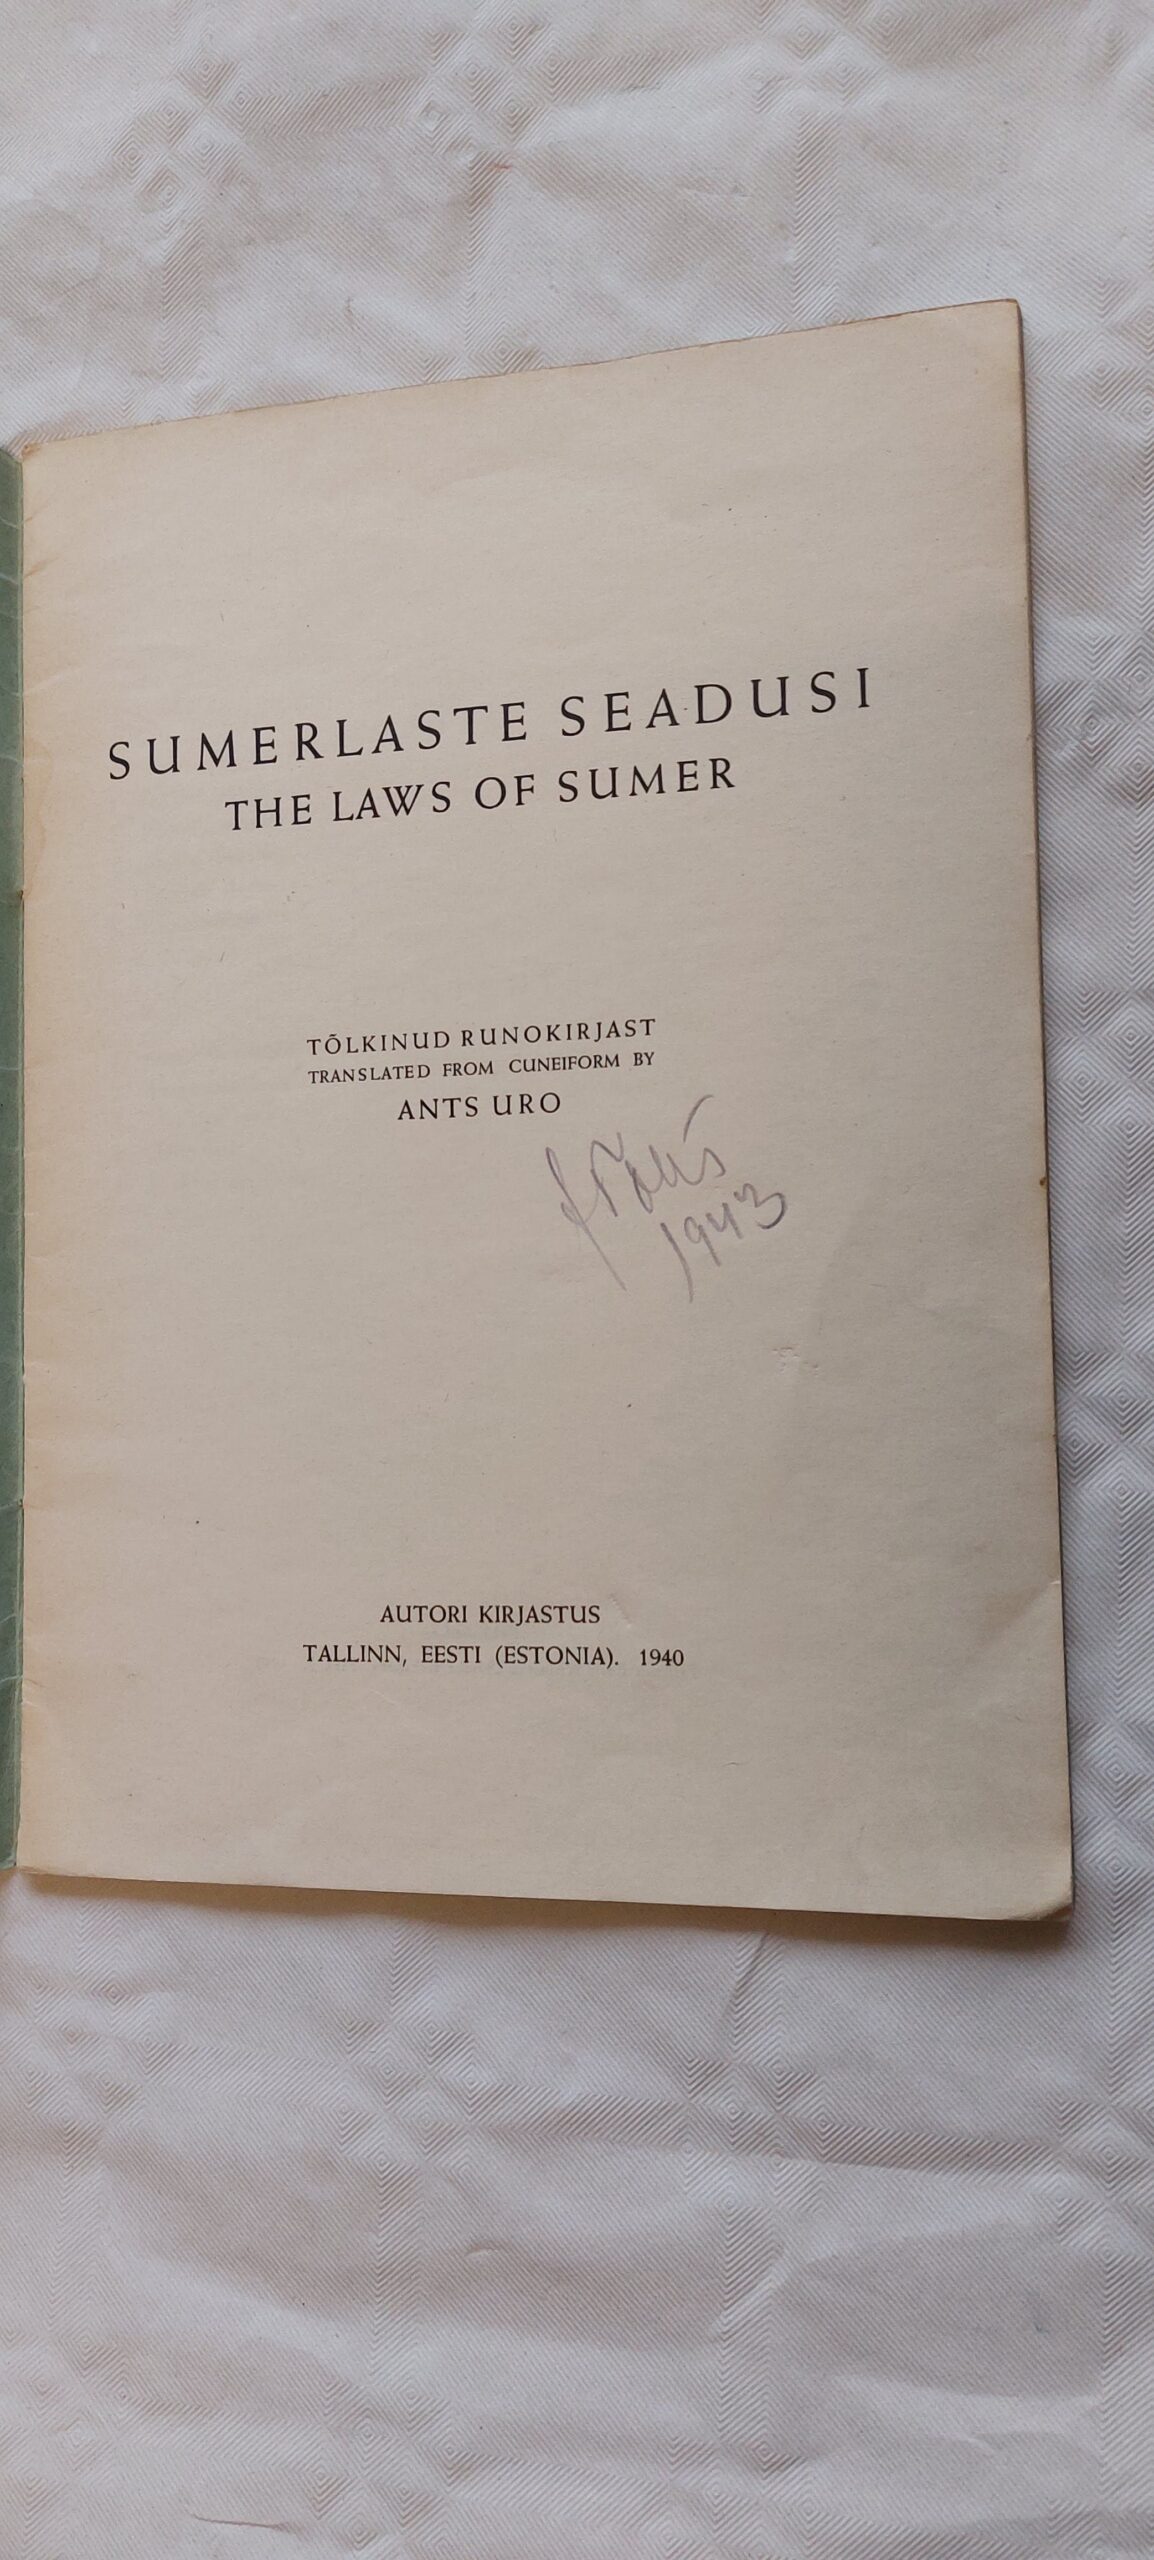 SUMERLASTE SEADUSI
THE LAWS OF SUMER
TÕLKINUD RUNOKIRJAST
TRANSLATED FROM CUNEIFORM BY
ANTS URO
1943
AUTORI KIRJASTUS
TALLINN, EESTI (ESTONIA). 1940